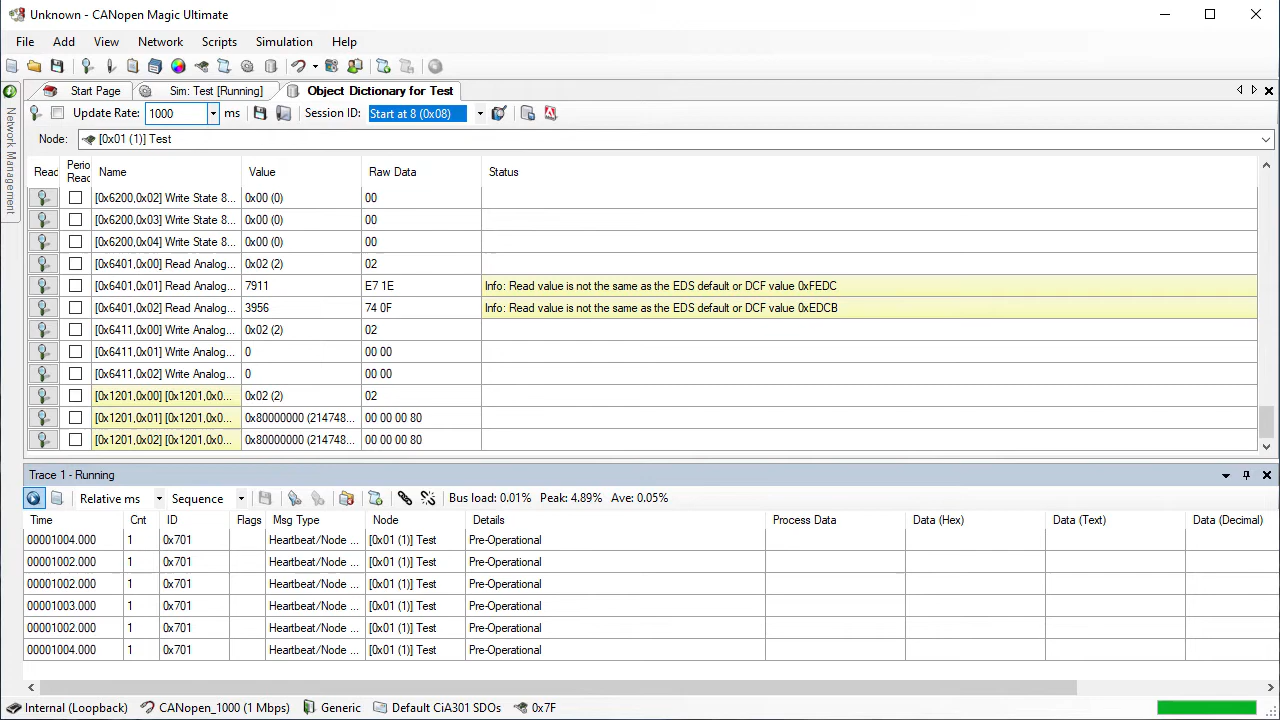 Unknown - CANopen Magic Ultimate
File Add View Network Scripts Simulation Help
Start Page Sim: Test [Running] Object Dictionary for Test
Update Rate: 1000 ms Session ID: Start at 8 (0x08)
Node: [0x01 (1)] Test
Network Management
Read Perio Read Name Value Raw Data Status
[0x6200,0x02] Write State 8... 0x00 (0) 00
[0x6200,0x03] Write State 8... 0x00 (0) 00
[0x6200,0x04] Write State 8... 0x00 (0) 00
[0x6401,0x00] Read Analog... 0x02 (2) 02
[0x6401,0x01] Read Analog... 7911 E7 1E Info: Read value is not the same as the EDS default or DCF value 0xFEDC
[0x6401,0x02] Read Analog... 3956 74 0F Info: Read value is not the same as the EDS default or DCF value 0xEDCB
[0x6411,0x00] Write Analog... 0x02 (2) 02
[0x6411,0x01] Write Analog... 0 00 00
[0x6411,0x02] Write Analog... 0 00 00
[0x1201,0x00] [0x1201,0x0... 0x02 (2) 02
[0x1201,0x01] [0x1201,0x0... 0x80000000 (214748... 00 00 00 80
[0x1201,0x02] [0x1201,0x0... 0x80000000 (214748... 00 00 00 80
Trace 1 - Running
Relative ms Sequence Bus load: 0.01% Peak: 4.89% Ave: 0.05%
Time Cnt ID Flags Msg Type Node Details Process Data Data (Hex) Data (Text) Data (Decimal)
00001004.000 1 0x701 Heartbeat/Node ... [0x01 (1)] Test Pre-Operational
00001002.000 1 0x701 Heartbeat/Node ... [0x01 (1)] Test Pre-Operational
00001002.000 1 0x701 Heartbeat/Node ... [0x01 (1)] Test Pre-Operational
00001003.000 1 0x701 Heartbeat/Node ... [0x01 (1)] Test Pre-Operational
00001002.000 1 0x701 Heartbeat/Node ... [0x01 (1)] Test Pre-Operational
00001004.000 1 0x701 Heartbeat/Node ... [0x01 (1)] Test Pre-Operational
Internal (Loopback) CANopen_1000 (1 Mbps) Generic Default CiA301 SDOs 0x7F